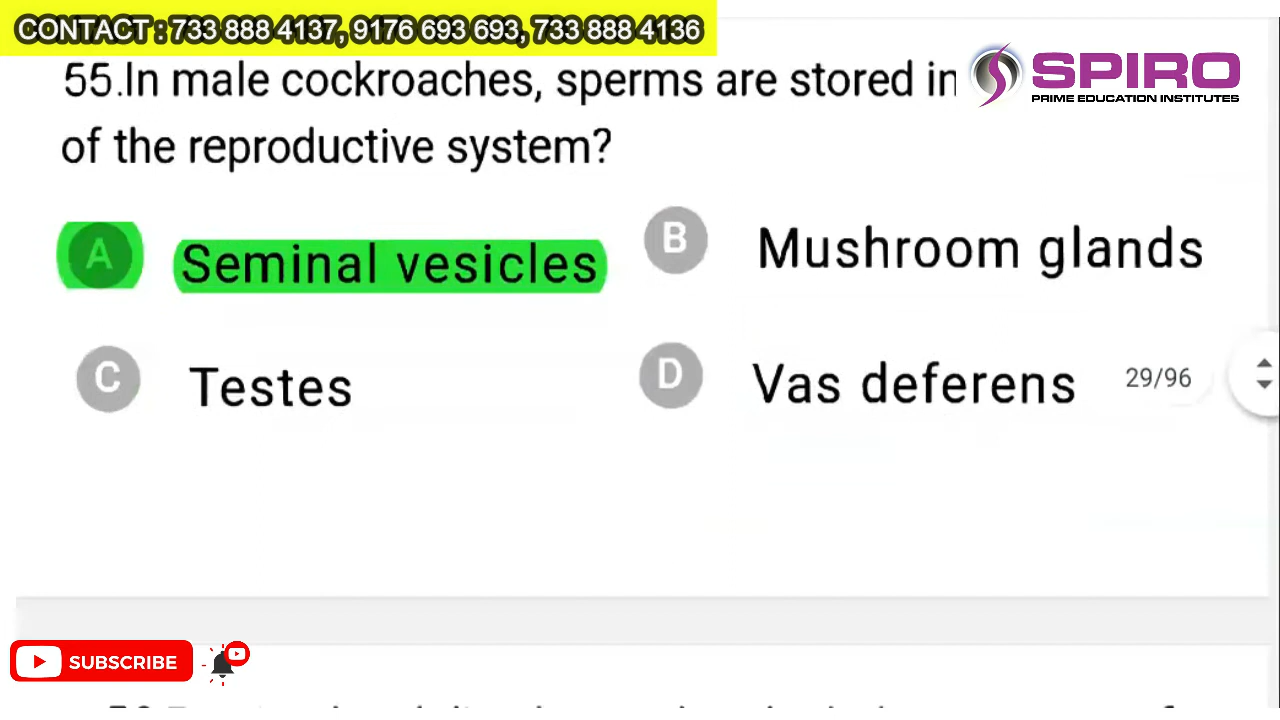 CONTACT : 733 888 4137, 9176 693 693, 733 888 4136
SPIRO
PRIME EDUCATION INSTITUTES
55.In male cockroaches, sperms are stored in
of the reproductive system?
A Seminal vesicles
B Mushroom glands
C Testes
D Vas deferens
29/96
SUBSCRIBE